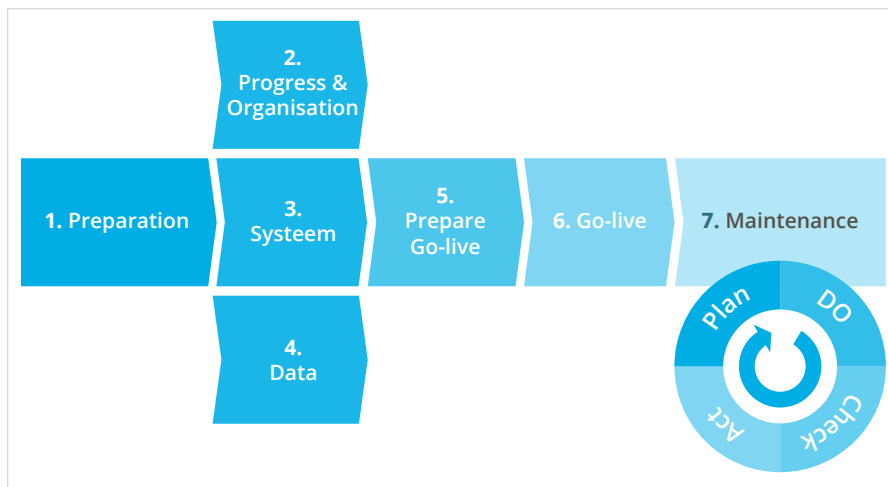 2.
Progress &
Organisation
1. Preparation
3.
Systeem
4.
Data
5.
Prepare
Go-live
6. Go-live
7. Maintenance
Plan
DO
Check
Act